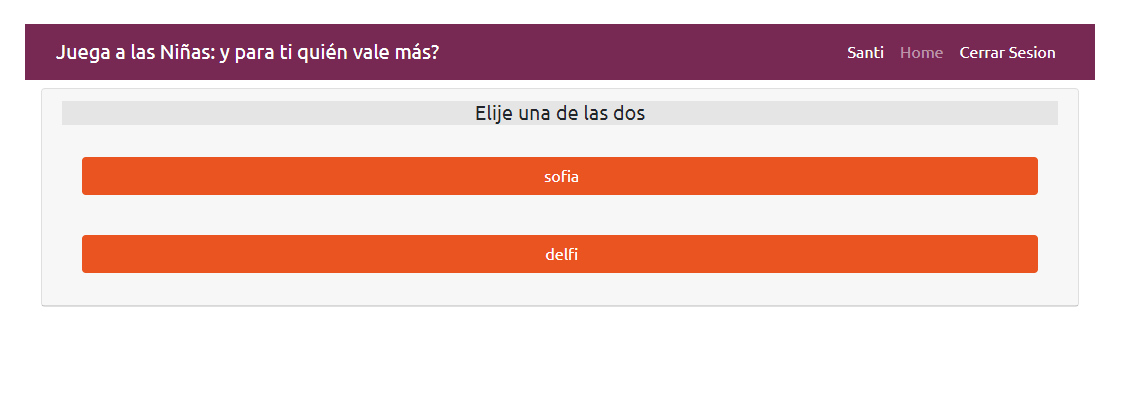 Juega a las Niñas: y para ti quién vale más?
Santi Home Cerrar Sesion
Elije una de las dos
sofia
delfi